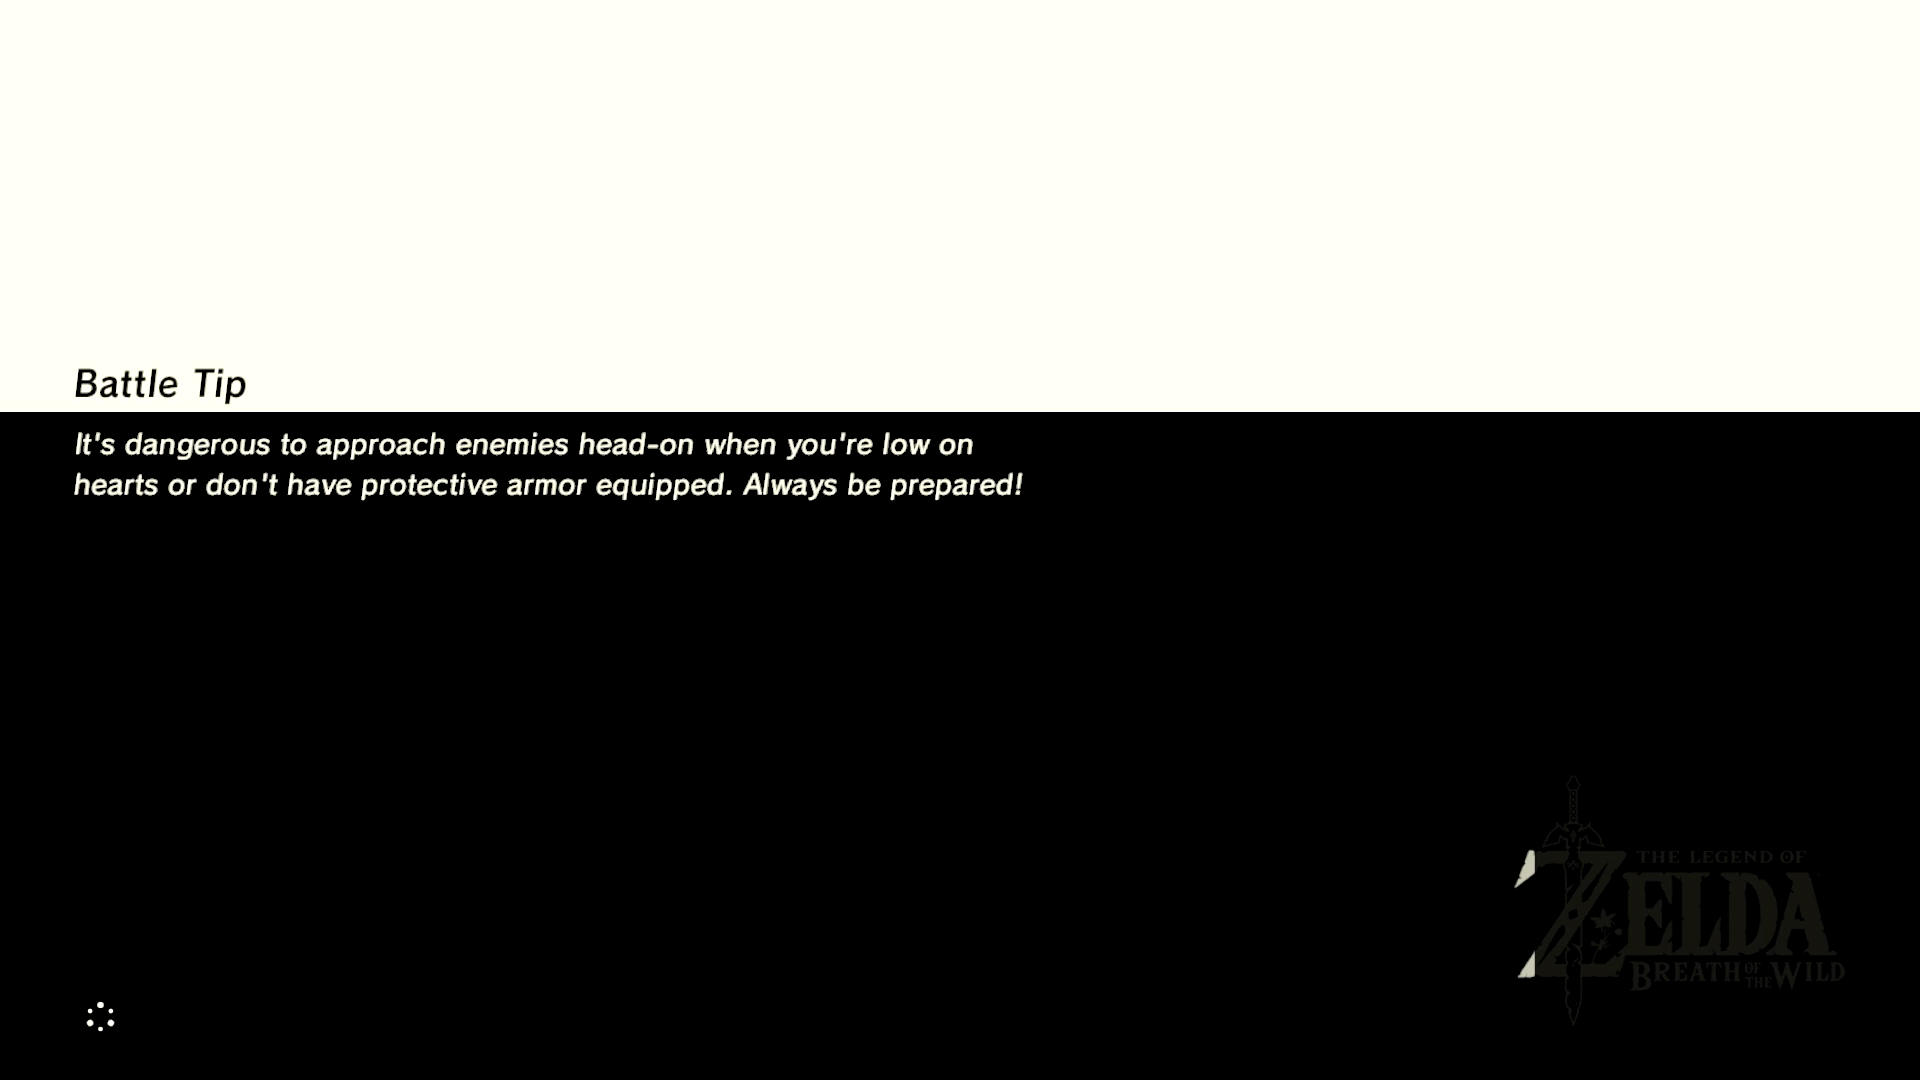 Battle Tip
It's dangerous to approach enemies head-on when you're low on
hearts or don't have protective armor equipped. Always be prepared!
THE LEGEND OF
ZELDA
BREATH OF THE WILD